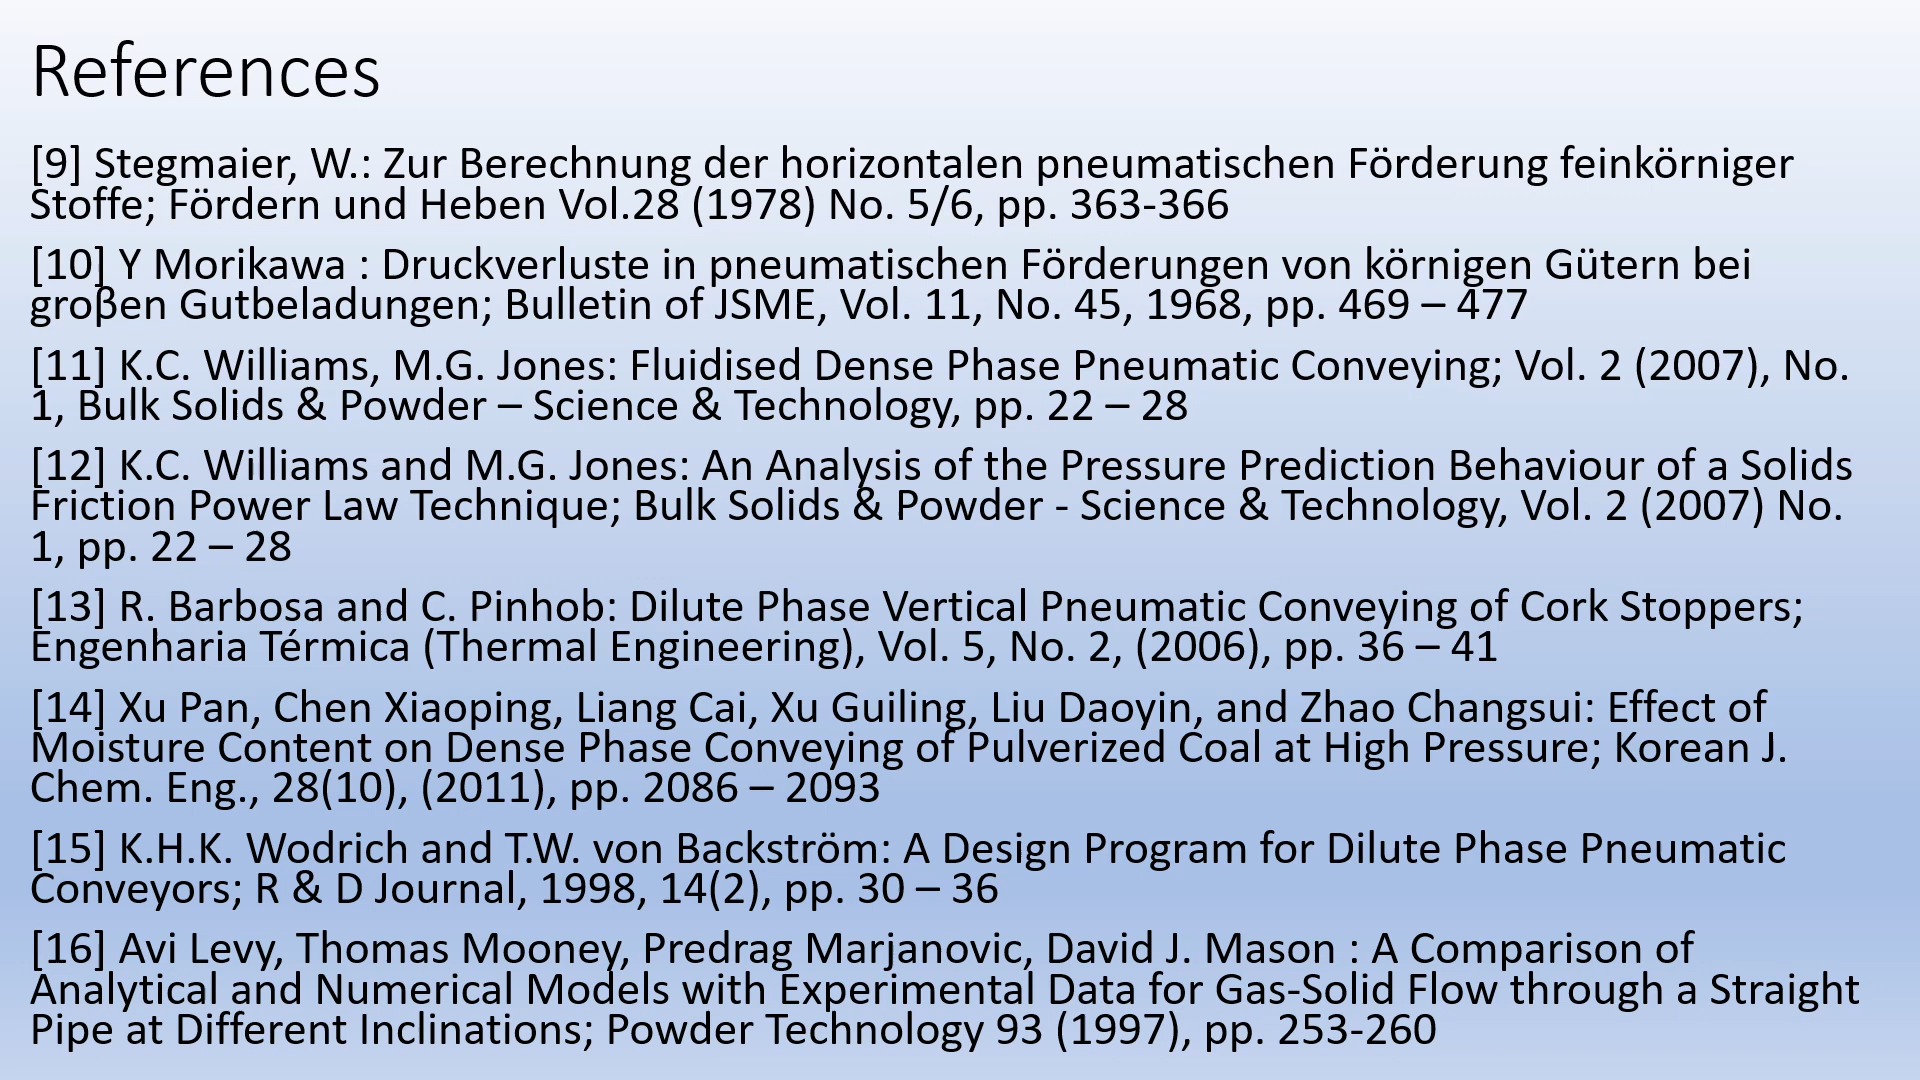 References
[9] Stegmaier, W.: Zur Berechnung der horizontalen pneumatischen Förderung feinkörniger
Stoffe; Fördern und Heben Vol.28 (1978) No. 5/6, pp. 363-366
[10] Y Morikawa : Druckverluste in pneumatischen Förderungen von körnigen Gütern bei
groβen Gutbeladungen; Bulletin of JSME, Vol. 11, No. 45, 1968, pp. 469 – 477
[11] K.C. Williams, M.G. Jones: Fluidised Dense Phase Pneumatic Conveying; Vol. 2 (2007), No.
1, Bulk Solids & Powder – Science & Technology, pp. 22 – 28
[12] K.C. Williams and M.G. Jones: An Analysis of the Pressure Prediction Behaviour of a Solids
Friction Power Law Technique; Bulk Solids & Powder - Science & Technology, Vol. 2 (2007) No.
1, pp. 22 – 28
[13] R. Barbosa and C. Pinhob: Dilute Phase Vertical Pneumatic Conveying of Cork Stoppers;
Engenharia Térmica (Thermal Engineering), Vol. 5, No. 2, (2006), pp. 36 – 41
[14] Xu Pan, Chen Xiaoping, Liang Cai, Xu Guiling, Liu Daoyin, and Zhao Changsui: Effect of
Moisture Content on Dense Phase Conveying of Pulverized Coal at High Pressure; Korean J.
Chem. Eng., 28(10), (2011), pp. 2086 – 2093
[15] K.H.K. Wodrich and T.W. von Backström: A Design Program for Dilute Phase Pneumatic
Conveyors; R & D Journal, 1998, 14(2), pp. 30 – 36
[16] Avi Levy, Thomas Mooney, Predrag Marjanovic, David J. Mason : A Comparison of
Analytical and Numerical Models with Experimental Data for Gas-Solid Flow through a Straight
Pipe at Different Inclinations; Powder Technology 93 (1997), pp. 253-260